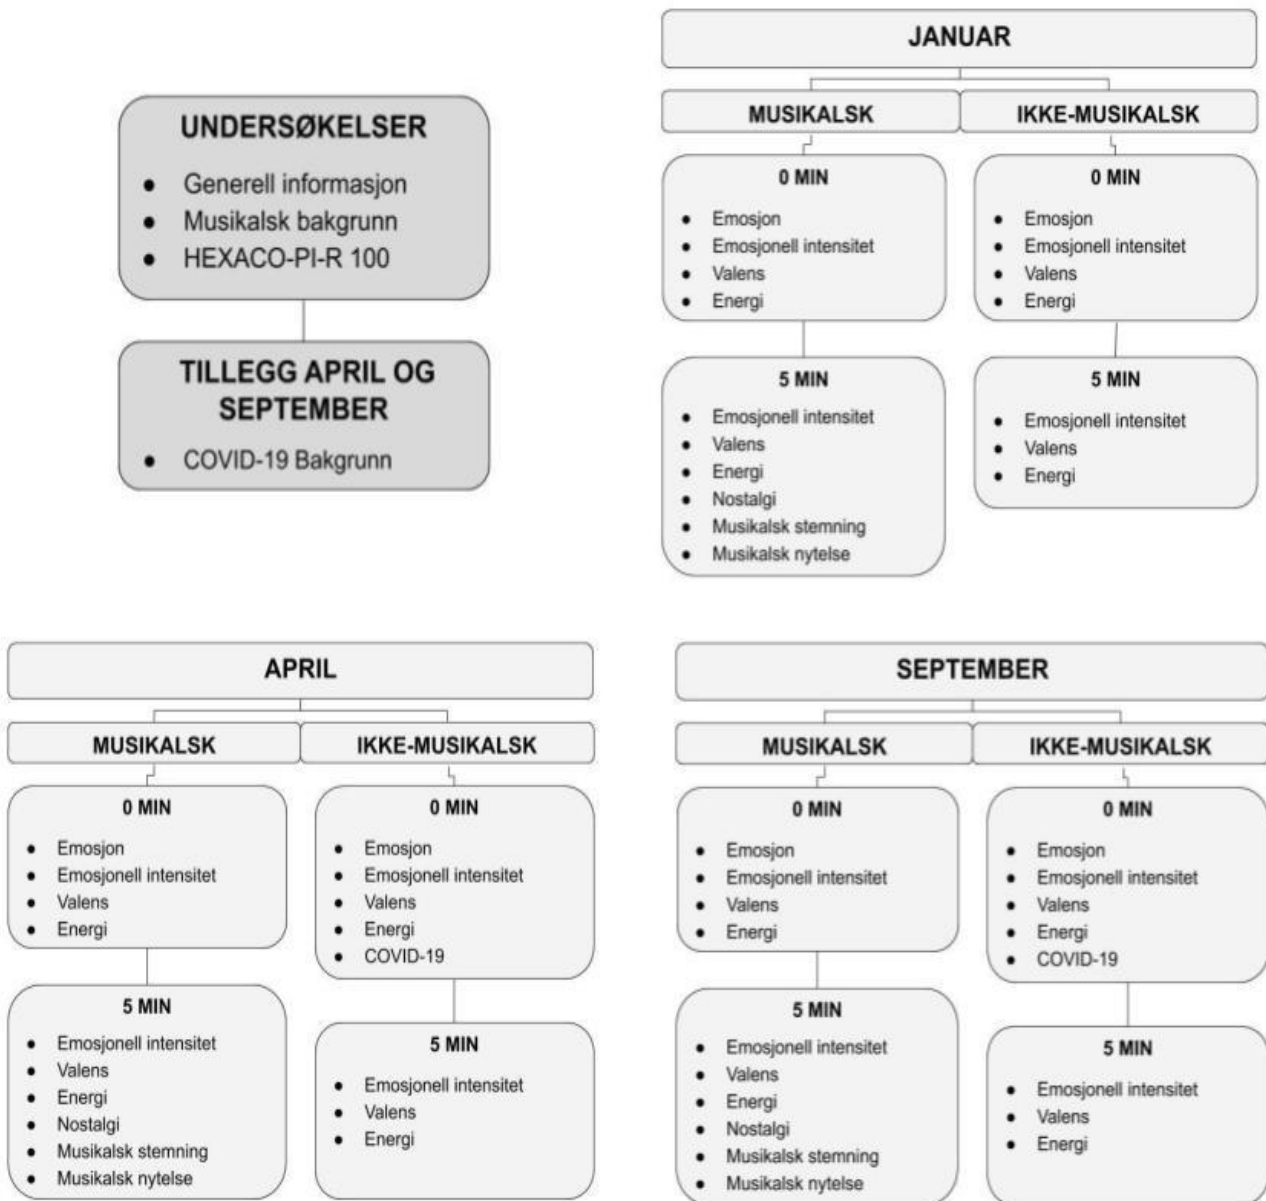 UNDERSØKELSER
Generell informasjon
Musikalsk bakgrunn
HEXACO-PI-R 100
TILLEGG APRIL OG
SEPTEMBER
COVID-19 Bakgrunn
JANUAR
MUSIKALSK
0 MIN
Emosjon
Emosjonell intensitet
Valens
Energi
5 MIN
Emosjonell intensitet
Valens
Energi
Nostalgi
Musikalsk stemning
Musikalsk nytelse
IKKE-MUSIKALSK
0 MIN
Emosjon
Emosjonell intensitet
Valens
Energi
5 MIN
Emosjonell intensitet
Valens
Energi
APRIL
MUSIKALSK
0 MIN
Emosjon
Emosjonell intensitet
Valens
Energi
5 MIN
Emosjonell intensitet
Valens
Energi
Nostalgi
Musikalsk stemning
Musikalsk nytelse
IKKE-MUSIKALSK
0 MIN
Emosjon
Emosjonell intensitet
Valens
Energi
COVID-19
5 MIN
Emosjonell intensitet
Valens
Energi
SEPTEMBER
MUSIKALSK
0 MIN
Emosjon
Emosjonell intensitet
Valens
Energi
5 MIN
Emosjonell intensitet
Valens
Energi
Nostalgi
Musikalsk stemning
Musikalsk nytelse
IKKE-MUSIKALSK
0 MIN
Emosjon
Emosjonell intensitet
Valens
Energi
COVID-19
5 MIN
Emosjonell intensitet
Valens
Energi